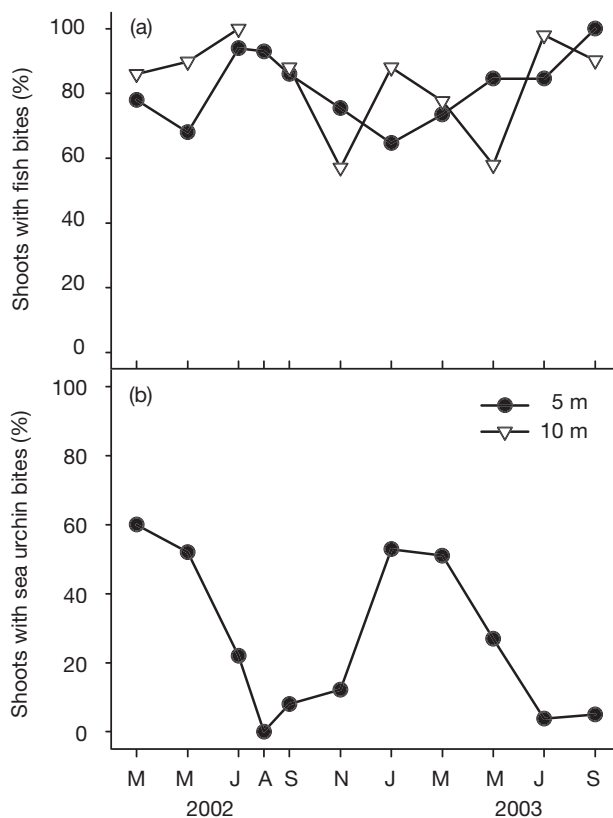 (a)
Shoots with fish bites (%)
100
80
60
40
20
0
(b)
Shoots with sea urchin bites (%)
100
80
60
40
20
0
5 m
10 m
M M J A S N J M M J S
2002 2003